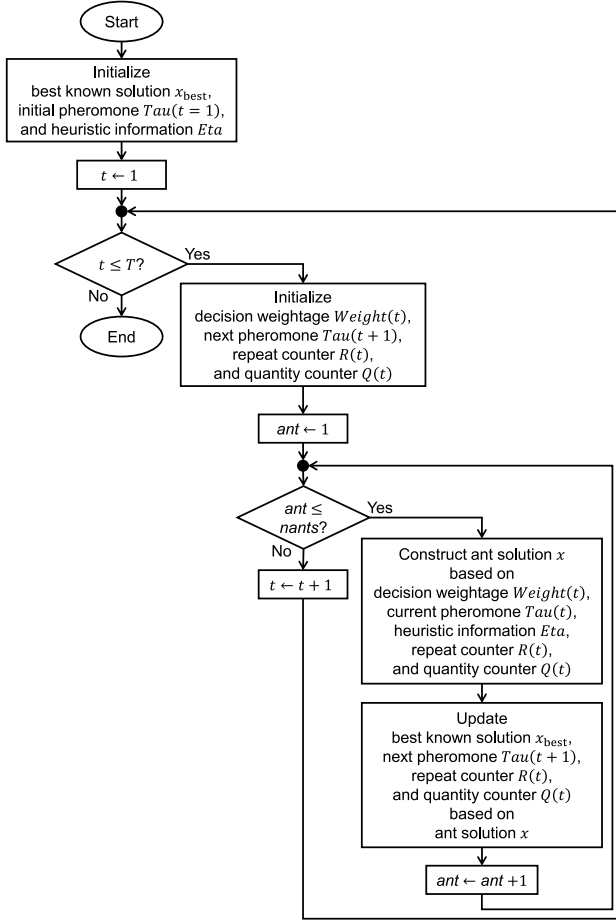 Start
Initialize
best known solution x_best,
initial pheromone Tau(t = 1),
and heuristic information Eta
t ← 1
t ≤ T?
Yes
No
End
Initialize
decision weightage Weight(t),
next pheromone Tau(t + 1),
repeat counter R(t),
and quantity counter Q(t)
ant ← 1
ant ≤
nants?
Yes
No
t ← t + 1
Construct ant solution x
based on
decision weightage Weight(t),
current pheromone Tau(t),
heuristic information Eta,
repeat counter R(t),
and quantity counter Q(t)
Update
best known solution x_best,
next pheromone Tau(t + 1),
repeat counter R(t),
and quantity counter Q(t)
based on
ant solution x
ant ← ant +1